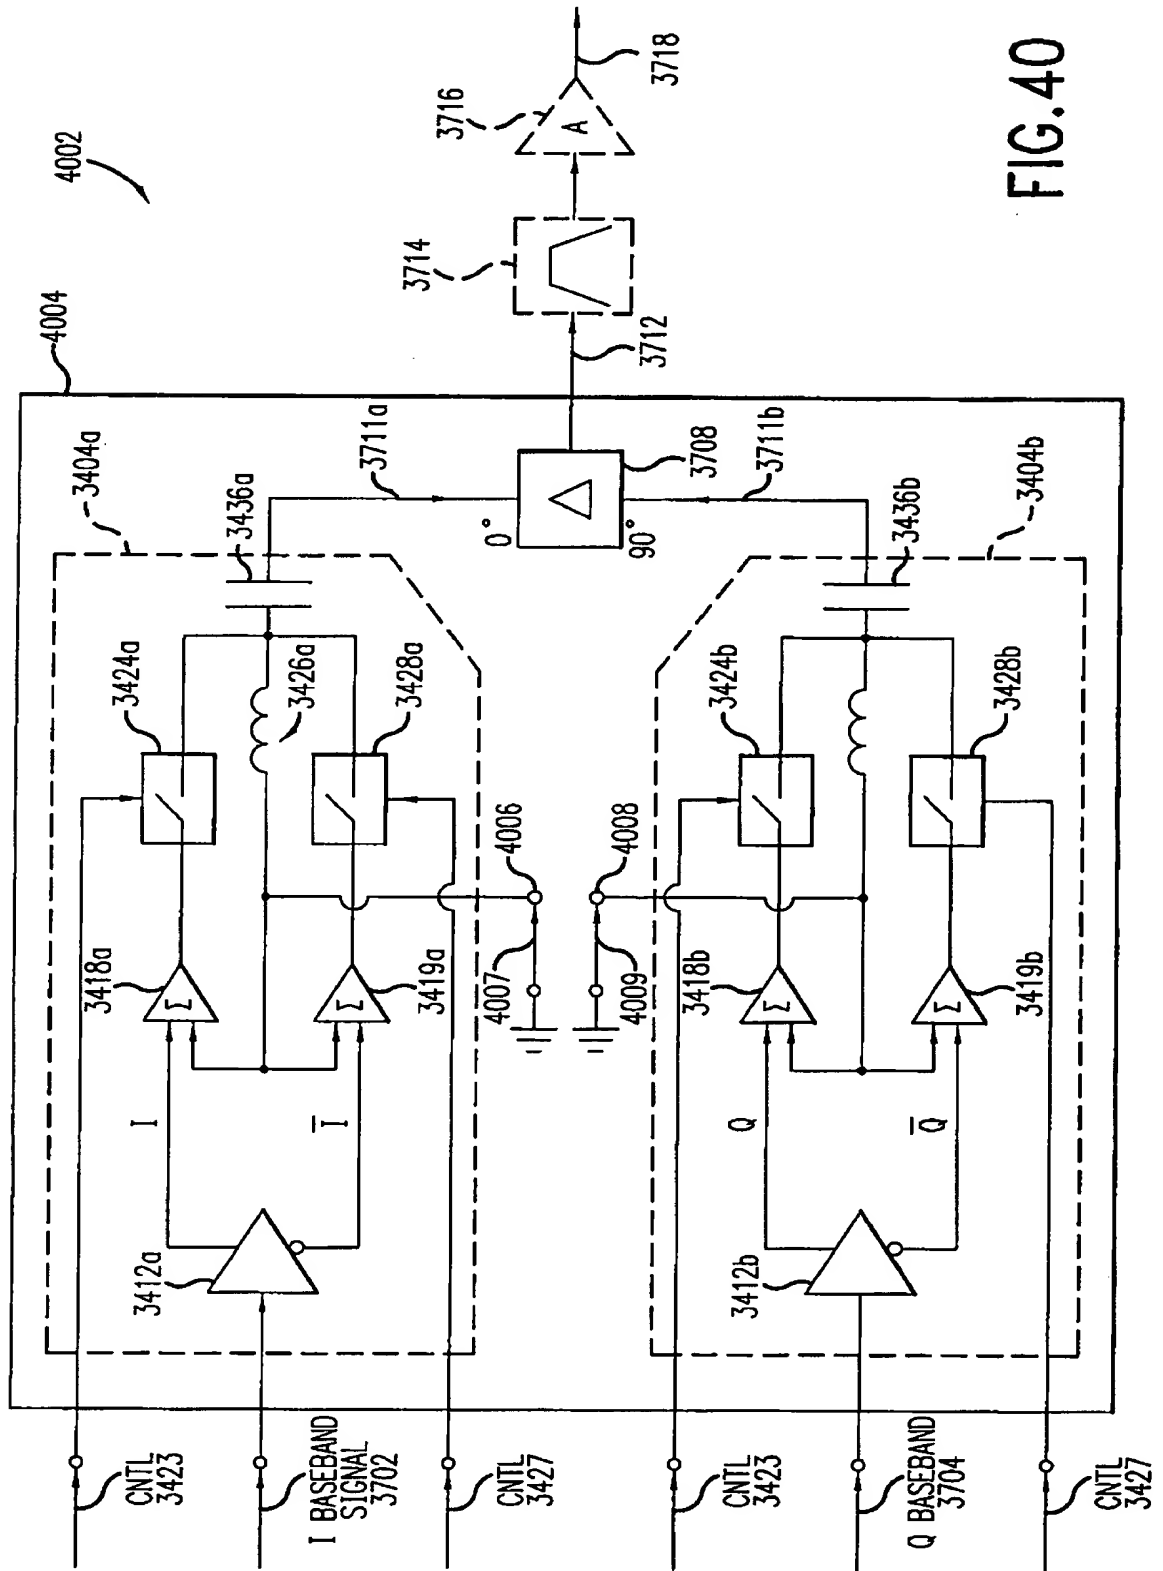 FIG.40
4002
4004
3716
A
3718
3714
3712
3404a
3436a
3711a
0°
3708
90°
3711b
3436b
3404b
3424a
3426a
3428a
3424b
3428b
4006
4007
4008
4009
3418a
Σ
3419a
Σ
3418b
Σ
3419b
Σ
I
I̅
Q
Q̅
3412a
3412b
CNTL
3423
I BASEBAND
SIGNAL
3702
CNTL
3427
CNTL
3423
Q BASEBAND
3704
CNTL
3427